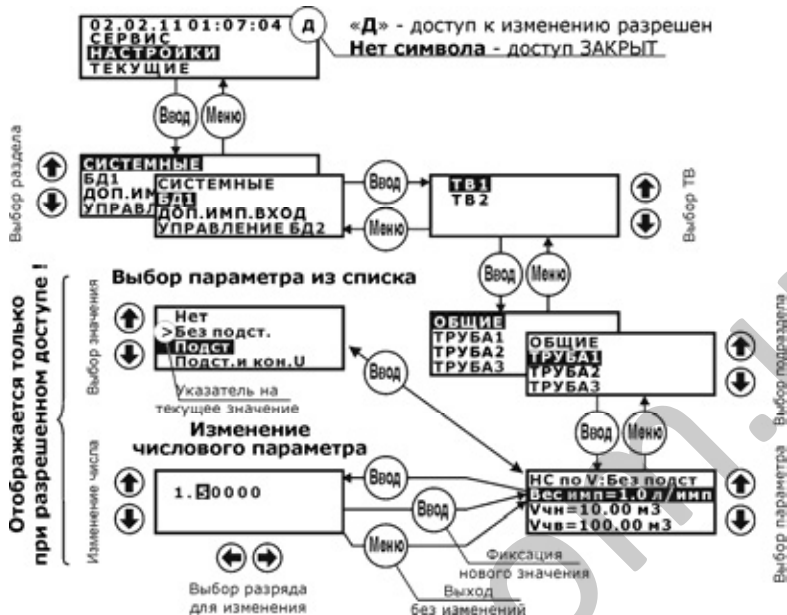 02.02.11 01:07:04
Д
СЕРВИС
НАСТРОЙКИ
ТЕКУЩИЕ
«Д» - доступ к изменению разрешен
Нет символа - доступ ЗАКРЫТ
Ввод
Меню
Выбор раздела
СИСТЕМНЫЕ
БД1
ДОП.ИМ
УПРАВЛ
СИСТЕМНЫЕ
БД1
ДОП.ИМП.ВХОД
УПРАВЛЕНИЕ БД2
Ввод
Меню
ТВ1
ТВ2
Выбор ТВ
Ввод
Меню
Отображается только
при разрешенном доступе !
Выбор параметра из списка
Выбор значения
Нет
>Без подст.
Подст
Подст.и кон.U
Указатель на
текущее значение
Ввод
ОБЩИЕ
ТРУБА1
ТРУБА2
ТРУБА3
ОБЩИЕ
ТРУБА1
ТРУБА2
ТРУБА3
Выбор подраздела
Ввод
Меню
Изменение
числового параметра
Изменение числа
1.50000
Ввод
Ввод
Меню
НС по V:Без подст
Вес имп=1.0 л/имп
Vчн=10.00 м3
Vчв=100.00 м3
Выбор параметра
Фиксация
нового значения
Выбор разряда
для изменения
Выход
без изменений